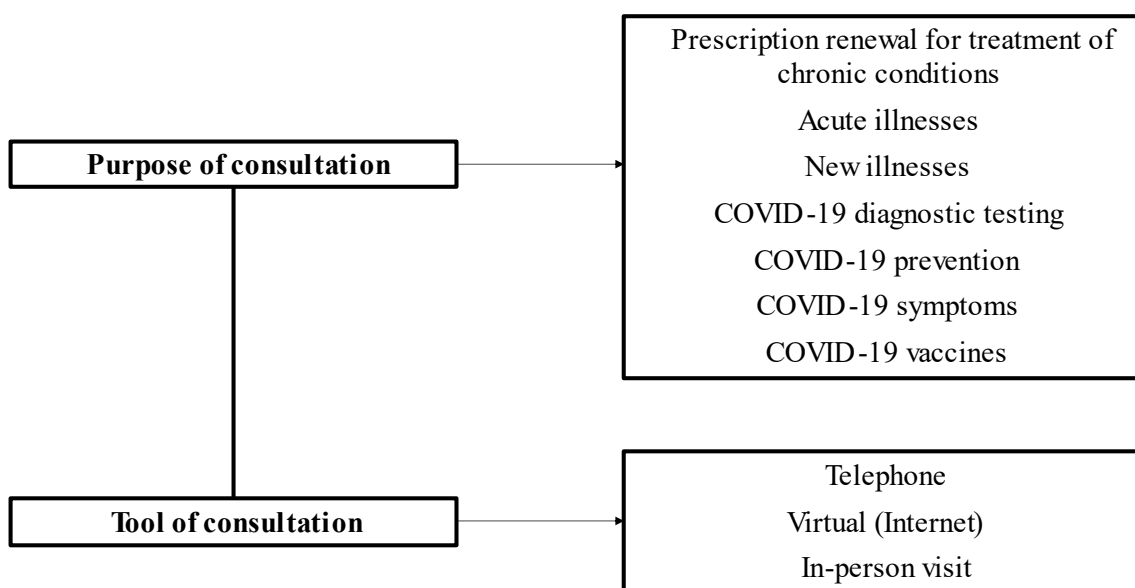 Purpose of consultation
Prescription renewal for treatment of
chronic conditions
Acute illnesses
New illnesses
COVID-19 diagnostic testing
COVID-19 prevention
COVID-19 symptoms
COVID-19 vaccines
Tool of consultation
Telephone
Virtual (Internet)
In-person visit